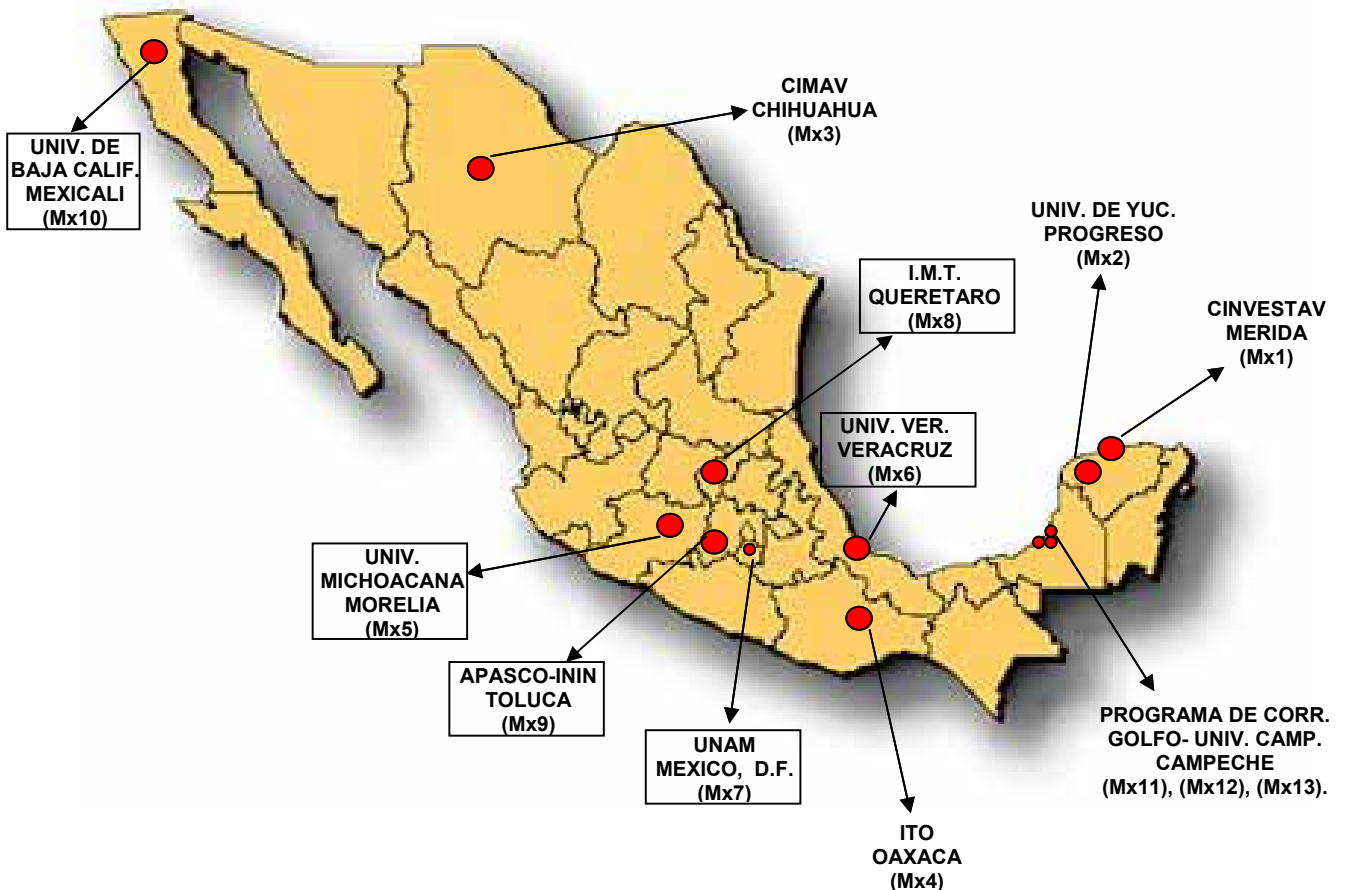 CIMAV
CHIHUAHUA
(Mx3)
UNIV. DE
BAJA CALIF.
MEXICALI
(Mx10)
UNIV. DE YUC.
PROGRESO
(Mx2)
I.M.T.
QUERETARO
(Mx8)
CINVESTAV
MERIDA
(Mx1)
UNIV. VER.
VERACRUZ
(Mx6)
UNIV.
MICHOACANA
MORELIA
(Mx5)
APASCO-ININ
TOLUCA
(Mx9)
UNAM
MEXICO, D.F.
(Mx7)
PROGRAMA DE CORR.
GOLFO- UNIV. CAMP.
CAMPECHE
(Mx11), (Mx12), (Mx13).
ITO
OAXACA
(Mx4)